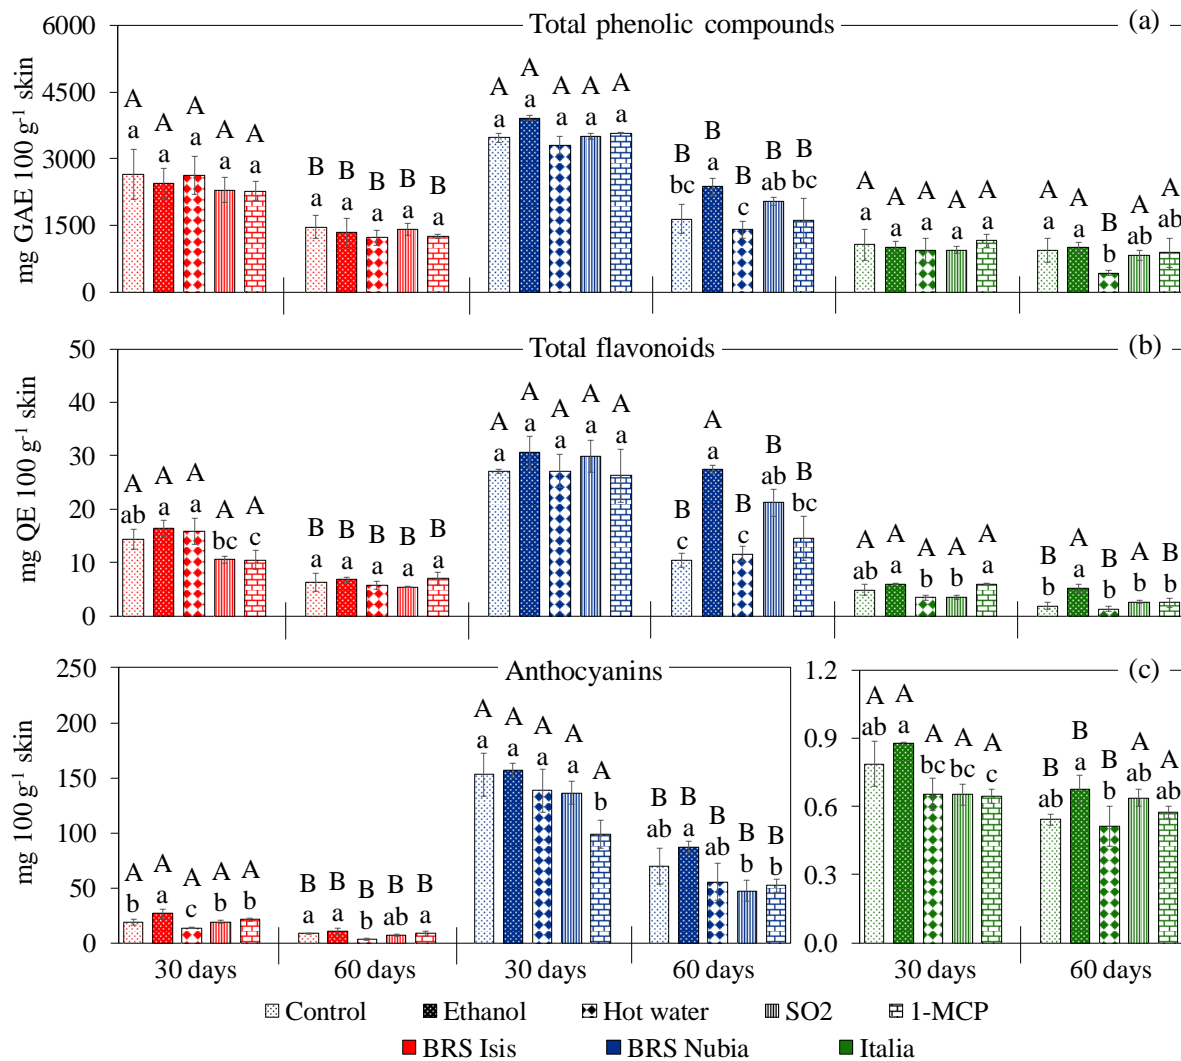 Total phenolic compounds
(a)
mg GAE 100 g⁻¹ skin
6000
4500
3000
1500
0
A A A A A B B B B B A A A A A B B B B B A A A A A A A B A A
a a a a a a a a a a a a a a a bc a c ab bc a a a a a a a b ab ab
Total flavonoids
(b)
mg QE 100 g⁻¹ skin
50
40
30
20
10
0
A A A A A B B B B B A A A A A B A B B B A A A A A B A B A B
ab a a bc c a a a a a a a a a a c a c ab bc ab a b b a b a b b b
Anthocyanins
(c)
mg 100 g⁻¹ skin
250
200
150
100
50
0
A A A A A B B B B B A A A A A B B B B B
b a c b b a a b ab a a a a a b ab a ab b b
1.2
0.9
0.6
0.3
0.0
A A A A A B B B A A
ab a bc bc c ab a b ab ab
30 days 60 days 30 days 60 days 30 days 60 days
Control Ethanol Hot water SO2 1-MCP
BRS Isis BRS Nubia Italia